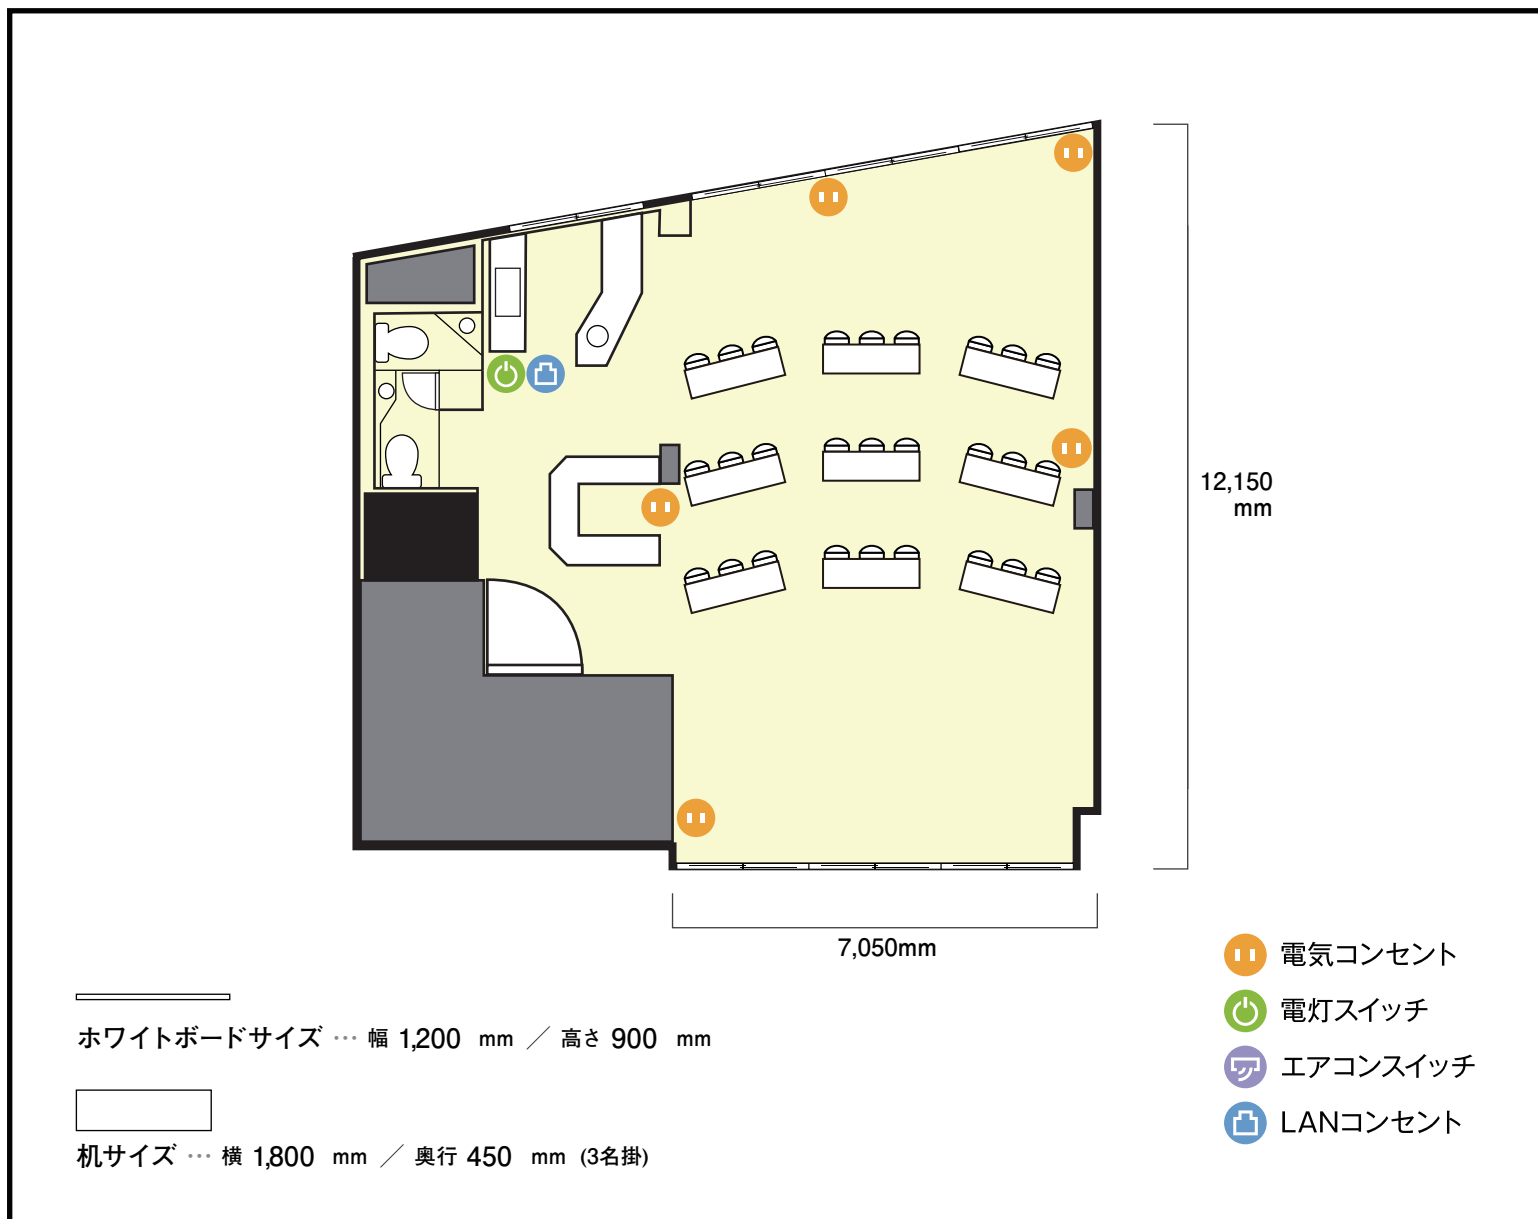 12,150
mm
7,050mm
電気コンセント
電灯スイッチ
エアコンスイッチ
LANコンセント
ホワイトボードサイズ … 幅 1,200 mm ／ 高さ 900 mm
机サイズ … 横 1,800 mm ／ 奥行 450 mm (3名掛)